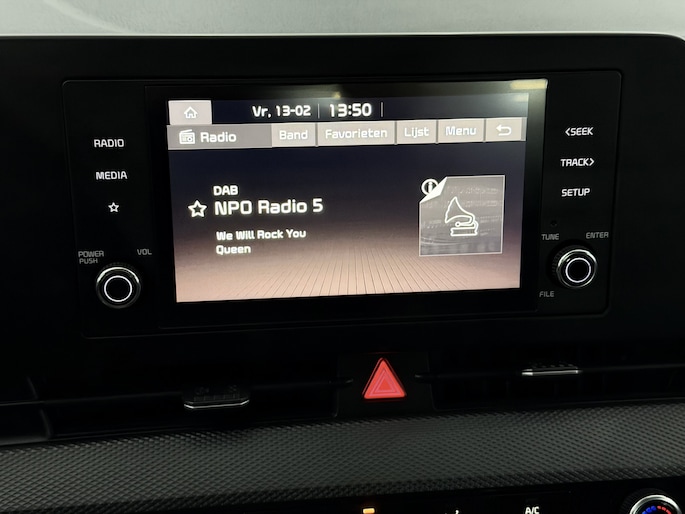 Vr, 13-02 13:50
Radio Band Favorieten Lijst Menu
DAB
NPO Radio 5
We Will Rock You
Queen
RADIO
MEDIA
POWER
PUSH
VOL
<SEEK
TRACK>
SETUP
TUNE
ENTER
FILE
A/C